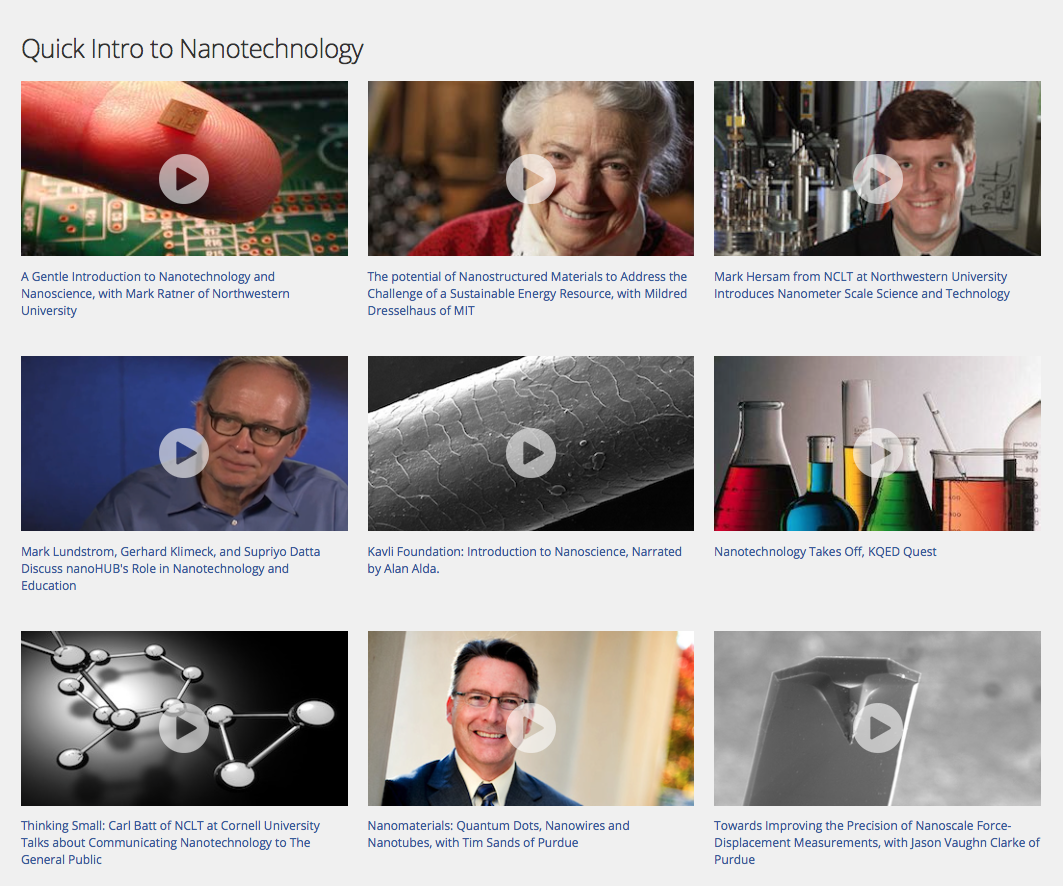 Quick Intro to Nanotechnology
A Gentle Introduction to Nanotechnology and
Nanoscience, with Mark Ratner of Northwestern
University
The potential of Nanostructured Materials to Address the
Challenge of a Sustainable Energy Resource, with Mildred
Dresselhaus of MIT
Mark Hersam from NCLT at Northwestern University
Introduces Nanometer Scale Science and Technology
Mark Lundstrom, Gerhard Klimeck, and Supriyo Datta
Discuss nanoHUB's Role in Nanotechnology and
Education
Kavli Foundation: Introduction to Nanoscience, Narrated
by Alan Alda.
Nanotechnology Takes Off, KQED Quest
Thinking Small: Carl Batt of NCLT at Cornell University
Talks about Communicating Nanotechnology to The
General Public
Nanomaterials: Quantum Dots, Nanowires and
Nanotubes, with Tim Sands of Purdue
Towards Improving the Precision of Nanoscale Force-
Displacement Measurements, with Jason Vaughn Clarke of
Purdue